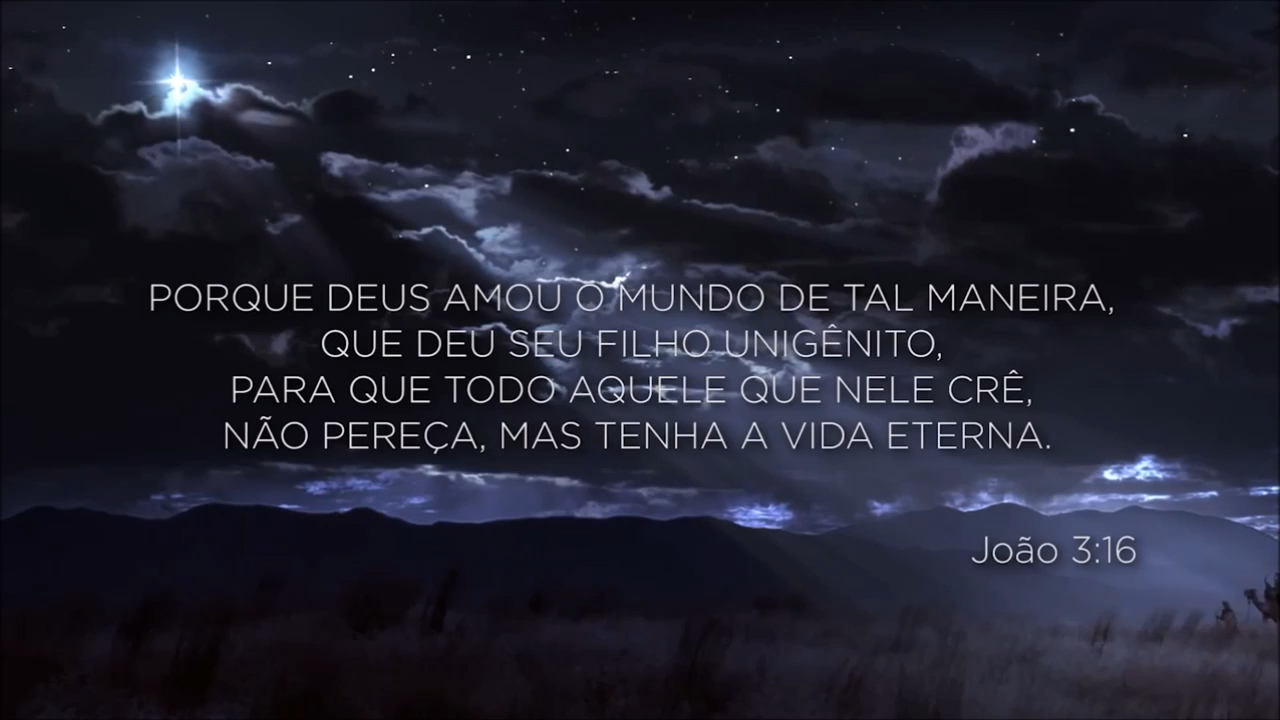 PORQUE DEUS AMOU O MUNDO DE TAL MANEIRA,
QUE DEU SEU FILHO UNIGÊNITO,
PARA QUE TODO AQUELE QUE NELE CRÊ,
NÃO PEREÇA, MAS TENHA A VIDA ETERNA.
João 3:16